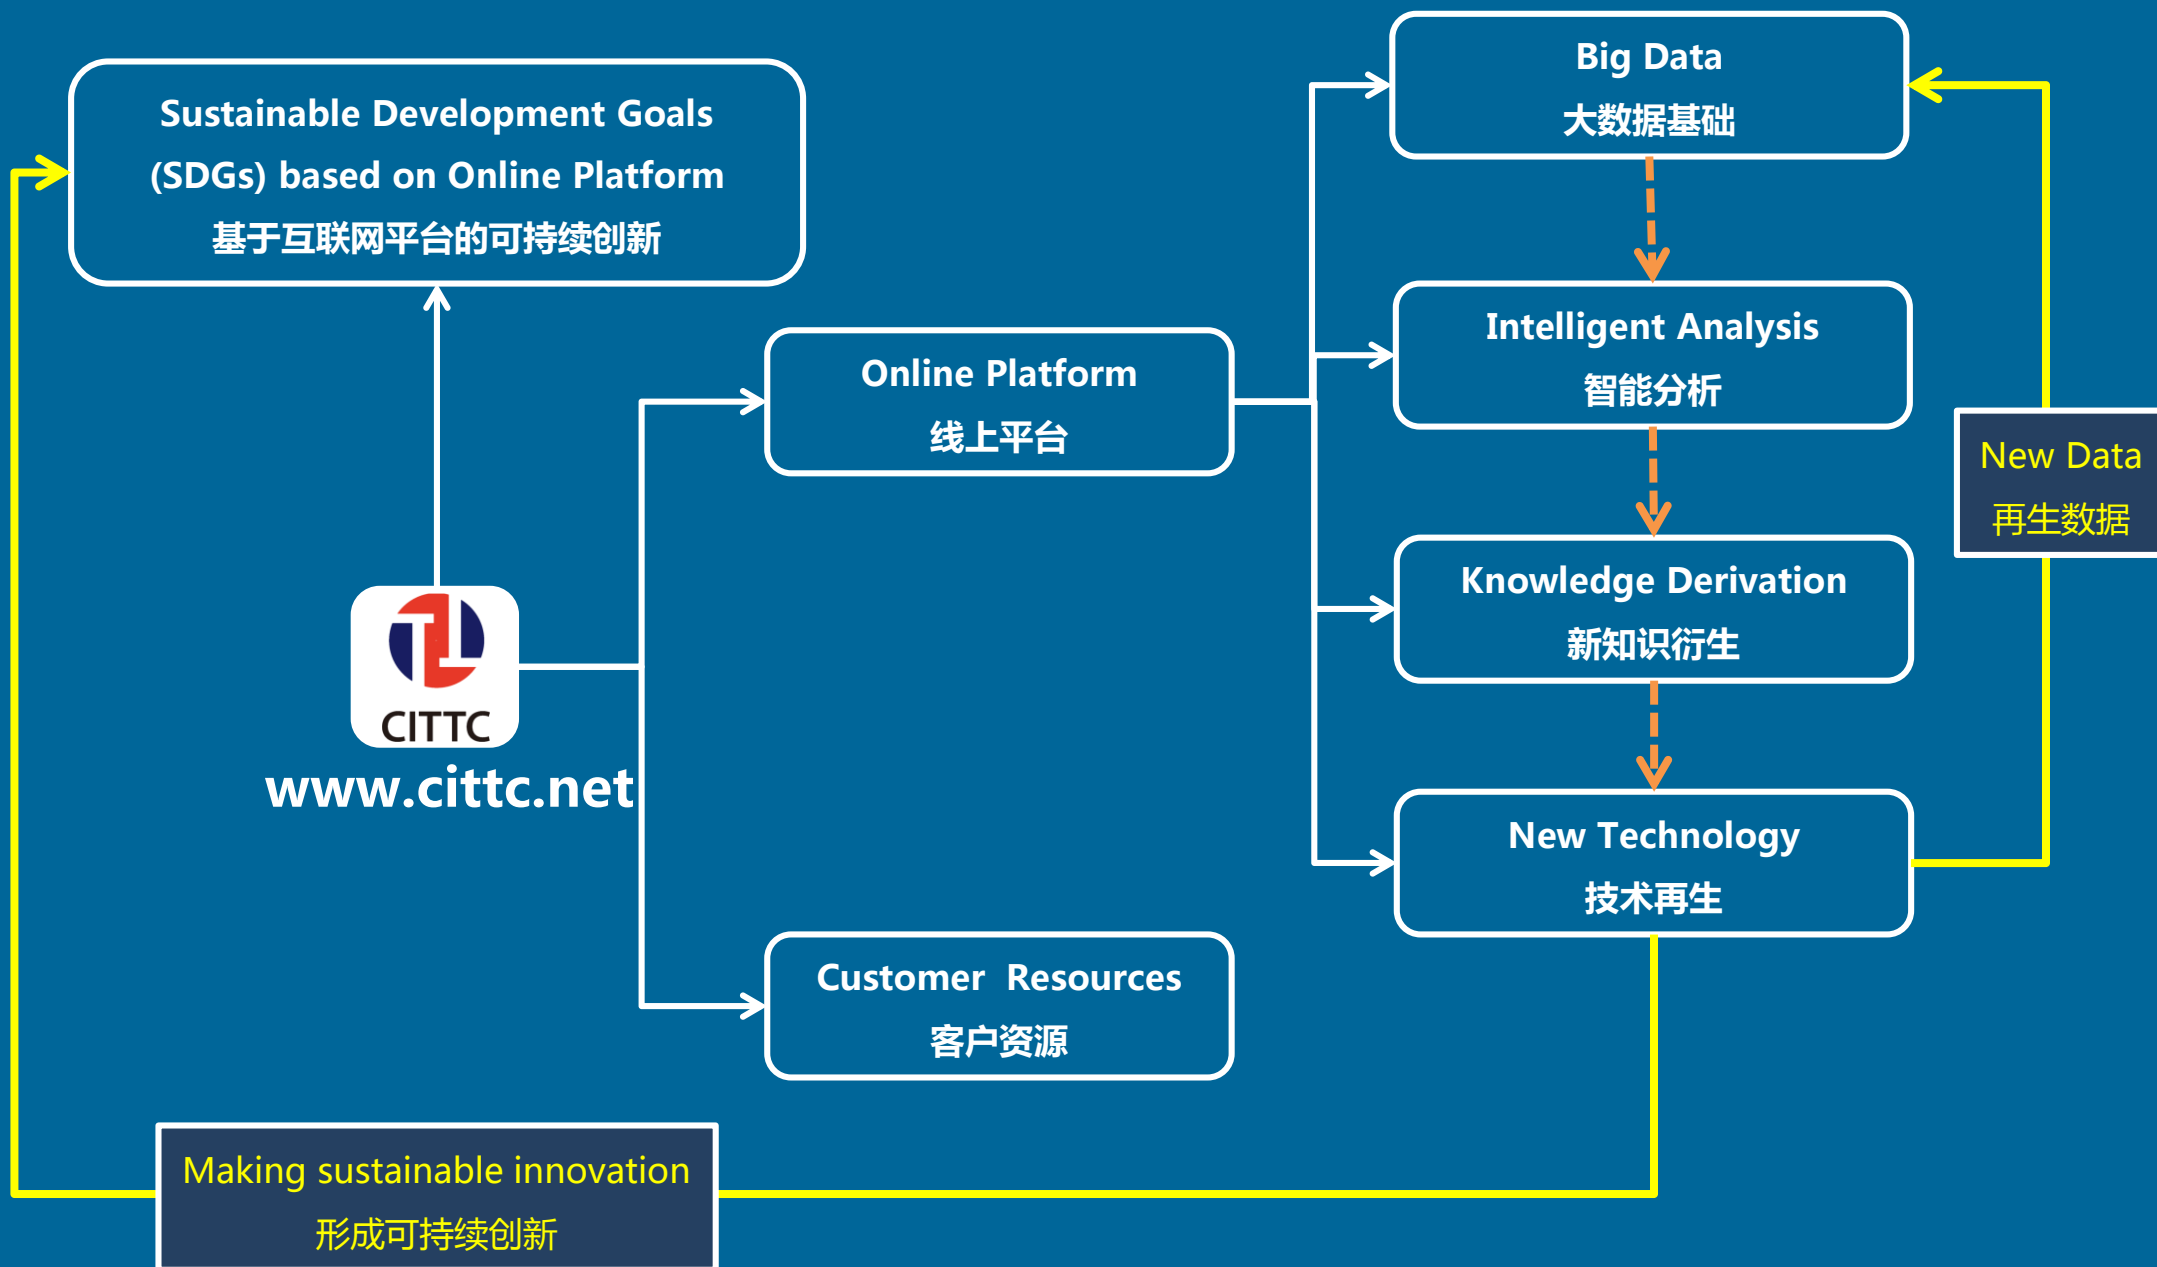 Sustainable Development Goals
(SDGs) based on Online Platform
基于互联网平台的可持续创新
CITTC
www.cittc.net
Online Platform
线上平台
Customer  Resources
客户资源
Big Data
大数据基础
Intelligent Analysis
智能分析
Knowledge Derivation
新知识衍生
New Technology
技术再生
New Data
再生数据
Making sustainable innovation
形成可持续创新